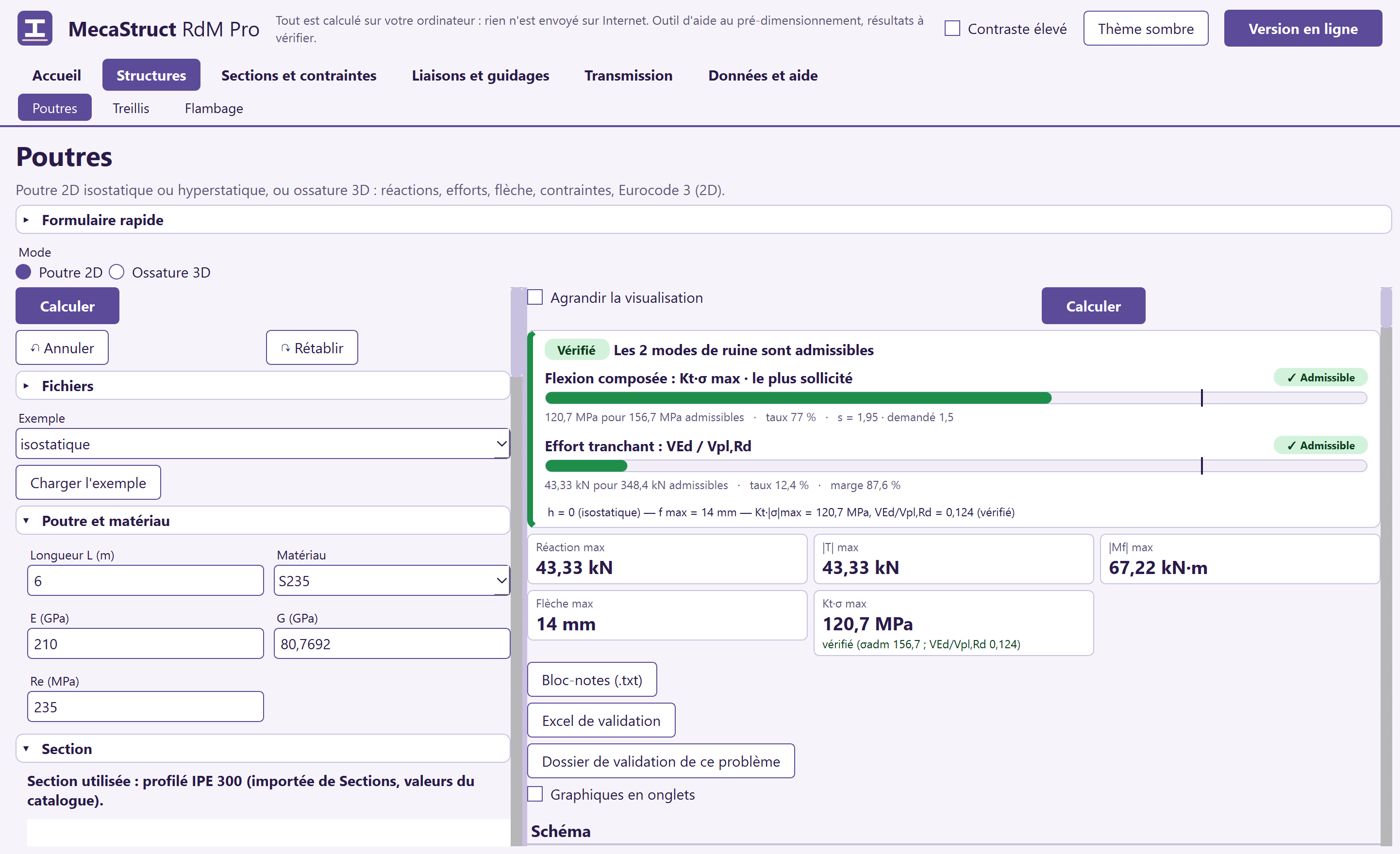 MecaStruct RdM Pro
Tout est calculé sur votre ordinateur : rien n'est envoyé sur Internet. Outil d'aide au pré-dimensionnement, résultats à
vérifier.
Contraste élevé
Thème sombre
Version en ligne
Accueil
Structures
Sections et contraintes
Liaisons et guidages
Transmission
Données et aide
Poutres
Treillis
Flambage
Poutres
Poutre 2D isostatique ou hyperstatique, ou ossature 3D : réactions, efforts, flèche, contraintes, Eurocode 3 (2D).
Formulaire rapide
Mode
Poutre 2D
Ossature 3D
Calculer
Annuler
Rétablir
Fichiers
Exemple
isostatique
Charger l'exemple
Poutre et matériau
Longueur L (m)
Matériau
6
S235
E (GPa)
G (GPa)
210
80,7692
Re (MPa)
235
Section
Section utilisée : profilé IPE 300 (importée de Sections, valeurs du
catalogue).
Agrandir la visualisation
Calculer
Vérifié Les 2 modes de ruine sont admissibles
Flexion composée : Kt·σ max · le plus sollicité
✓ Admissible
120,7 MPa pour 156,7 MPa admissibles · taux 77 % · s = 1,95 · demandé 1,5
Effort tranchant : VEd / Vpl,Rd
✓ Admissible
43,33 kN pour 348,4 kN admissibles · taux 12,4 % · marge 87,6 %
h = 0 (isostatique) — f max = 14 mm — Kt·|σ|max = 120,7 MPa, VEd/Vpl,Rd = 0,124 (vérifié)
Réaction max
43,33 kN
|T| max
43,33 kN
|Mf| max
67,22 kN·m
Flèche max
14 mm
Kt·σ max
120,7 MPa
vérifié (σadm 156,7 ; VEd/Vpl,Rd 0,124)
Bloc-notes (.txt)
Excel de validation
Dossier de validation de ce problème
Graphiques en onglets
Schéma